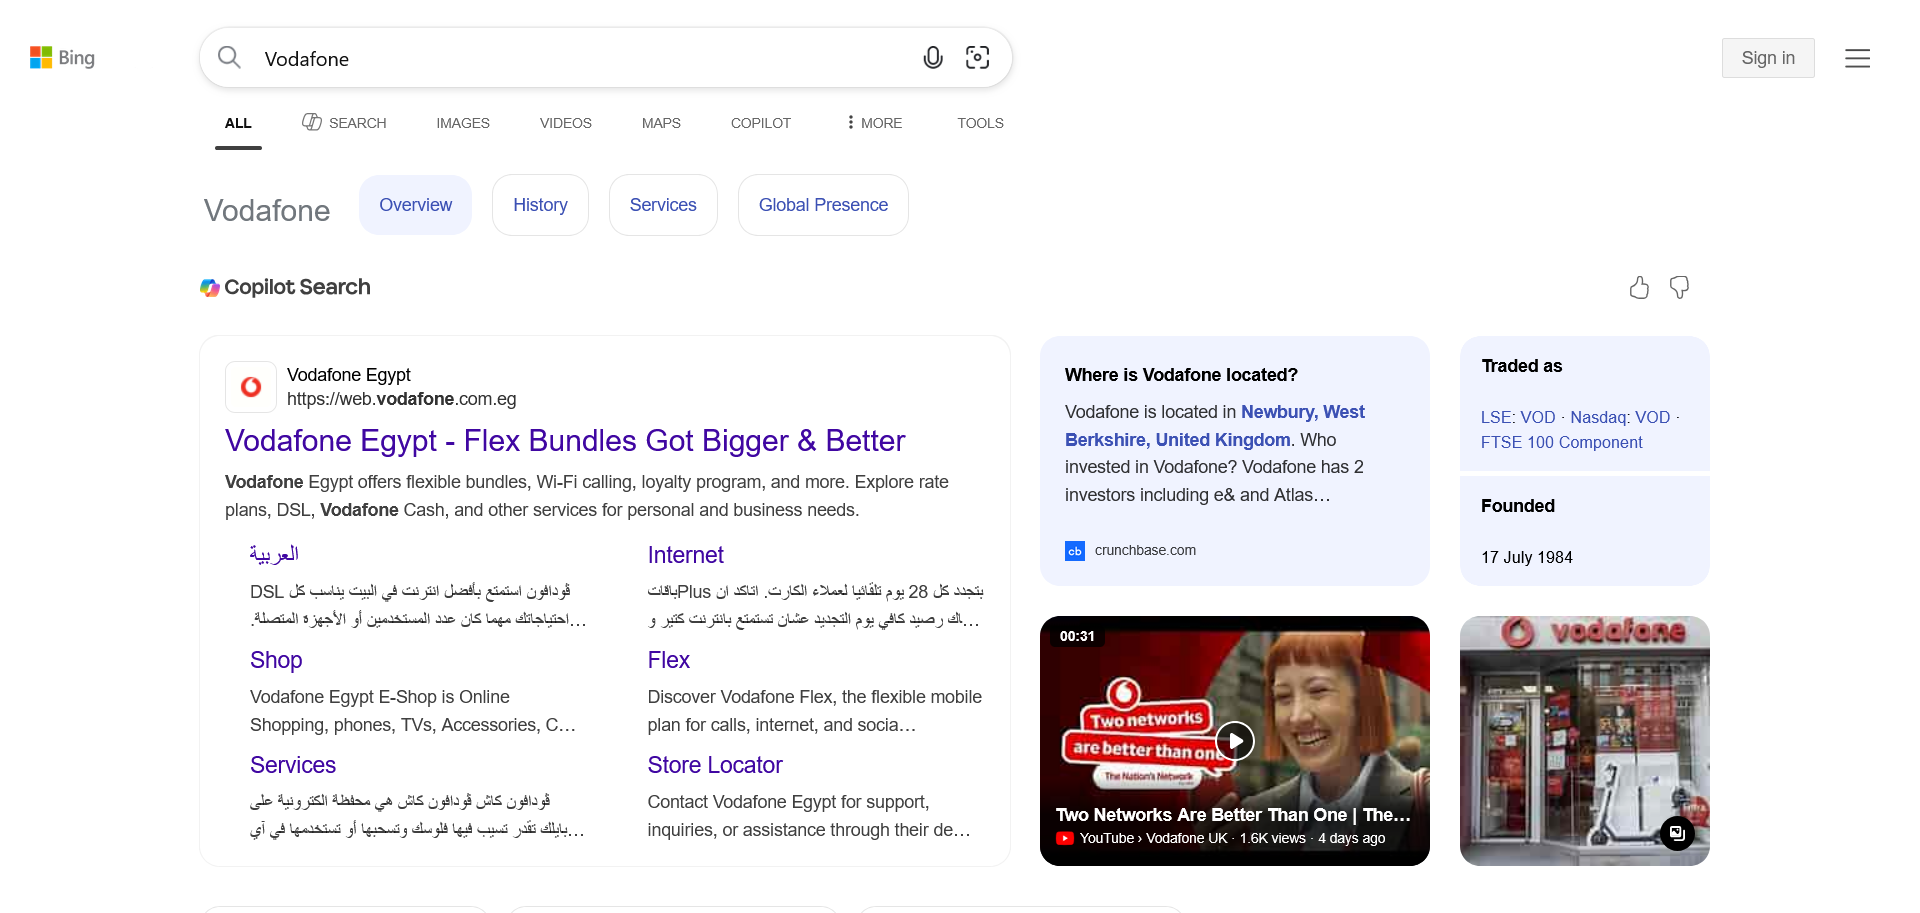 Bing
Vodafone
Sign in
ALL
SEARCH
IMAGES
VIDEOS
MAPS
COPILOT
MORE
TOOLS
Vodafone
Overview
History
Services
Global Presence
Copilot Search
Vodafone Egypt
https://web.vodafone.com.eg
Vodafone Egypt - Flex Bundles Got Bigger & Better
Vodafone Egypt offers flexible bundles, Wi-Fi calling, loyalty program, and more. Explore rate
plans, DSL, Vodafone Cash, and other services for personal and business needs.
العربية
ڤودافون استمتع بأفضل انترنت في البيت يناسب كل DSL
احتياجاتك مهما كان عدد المستخدمين أو الأجهزة المتصلة.…
Internet
باقاتPlus بتجدد كل 28 يوم تلقائيا لعملاء الكارت. اتاكد ان
…باك رصيد كافي يوم التجديد عشان تستمتع بانترنت كتير و
Shop
Vodafone Egypt E-Shop is Online
Shopping, phones, TVs, Accessories, C…
Flex
Discover Vodafone Flex, the flexible mobile
plan for calls, internet, and socia…
Services
ڤودافون كاش ڤودافون كاش هي محفظة الكترونية على
…بايلك تقدر تسيب فيها فلوسك وتسحبها أو تستخدمها في آي
Store Locator
Contact Vodafone Egypt for support,
inquiries, or assistance through their de…
Where is Vodafone located?
Vodafone is located in Newbury, West
Berkshire, United Kingdom. Who
invested in Vodafone? Vodafone has 2
investors including e& and Atlas…
cb crunchbase.com
Traded as
LSE: VOD · Nasdaq: VOD ·
FTSE 100 Component
Founded
17 July 1984
00:31
Two networks
are better than one
The Nation's Network
Two Networks Are Better Than One | The…
YouTube › Vodafone UK · 1.6K views · 4 days ago
vodafone